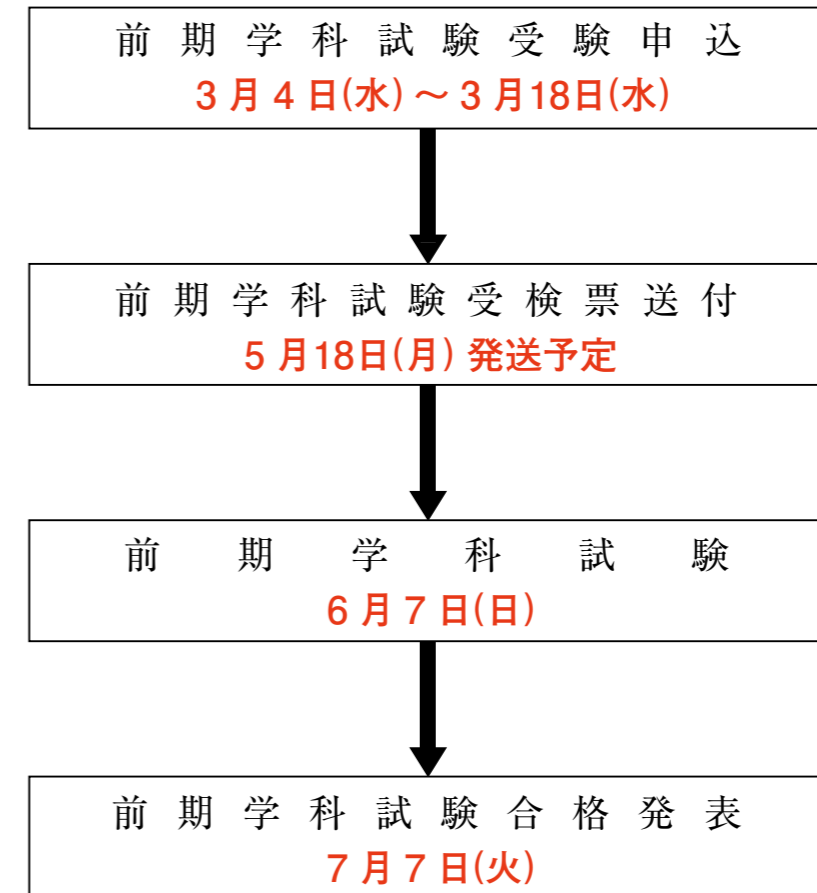 前期学科試験受験申込
3月4日(水)～3月18日(水)
前期学科試験受検票送付
5月18日(月) 発送予定
前期学科試験
6月7日(日)
前期学科試験合格発表
7月7日(火)